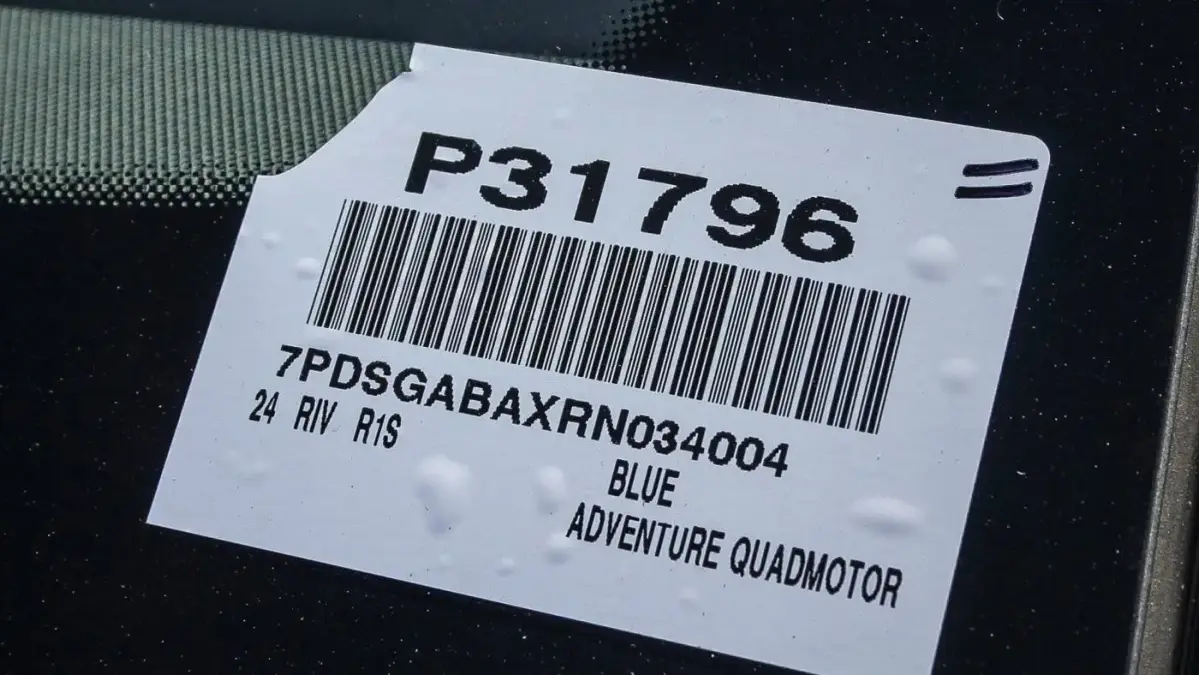 P31796
7PDSGABAXRN034004
24 RIV R1S
BLUE
ADVENTURE QUADMOTOR